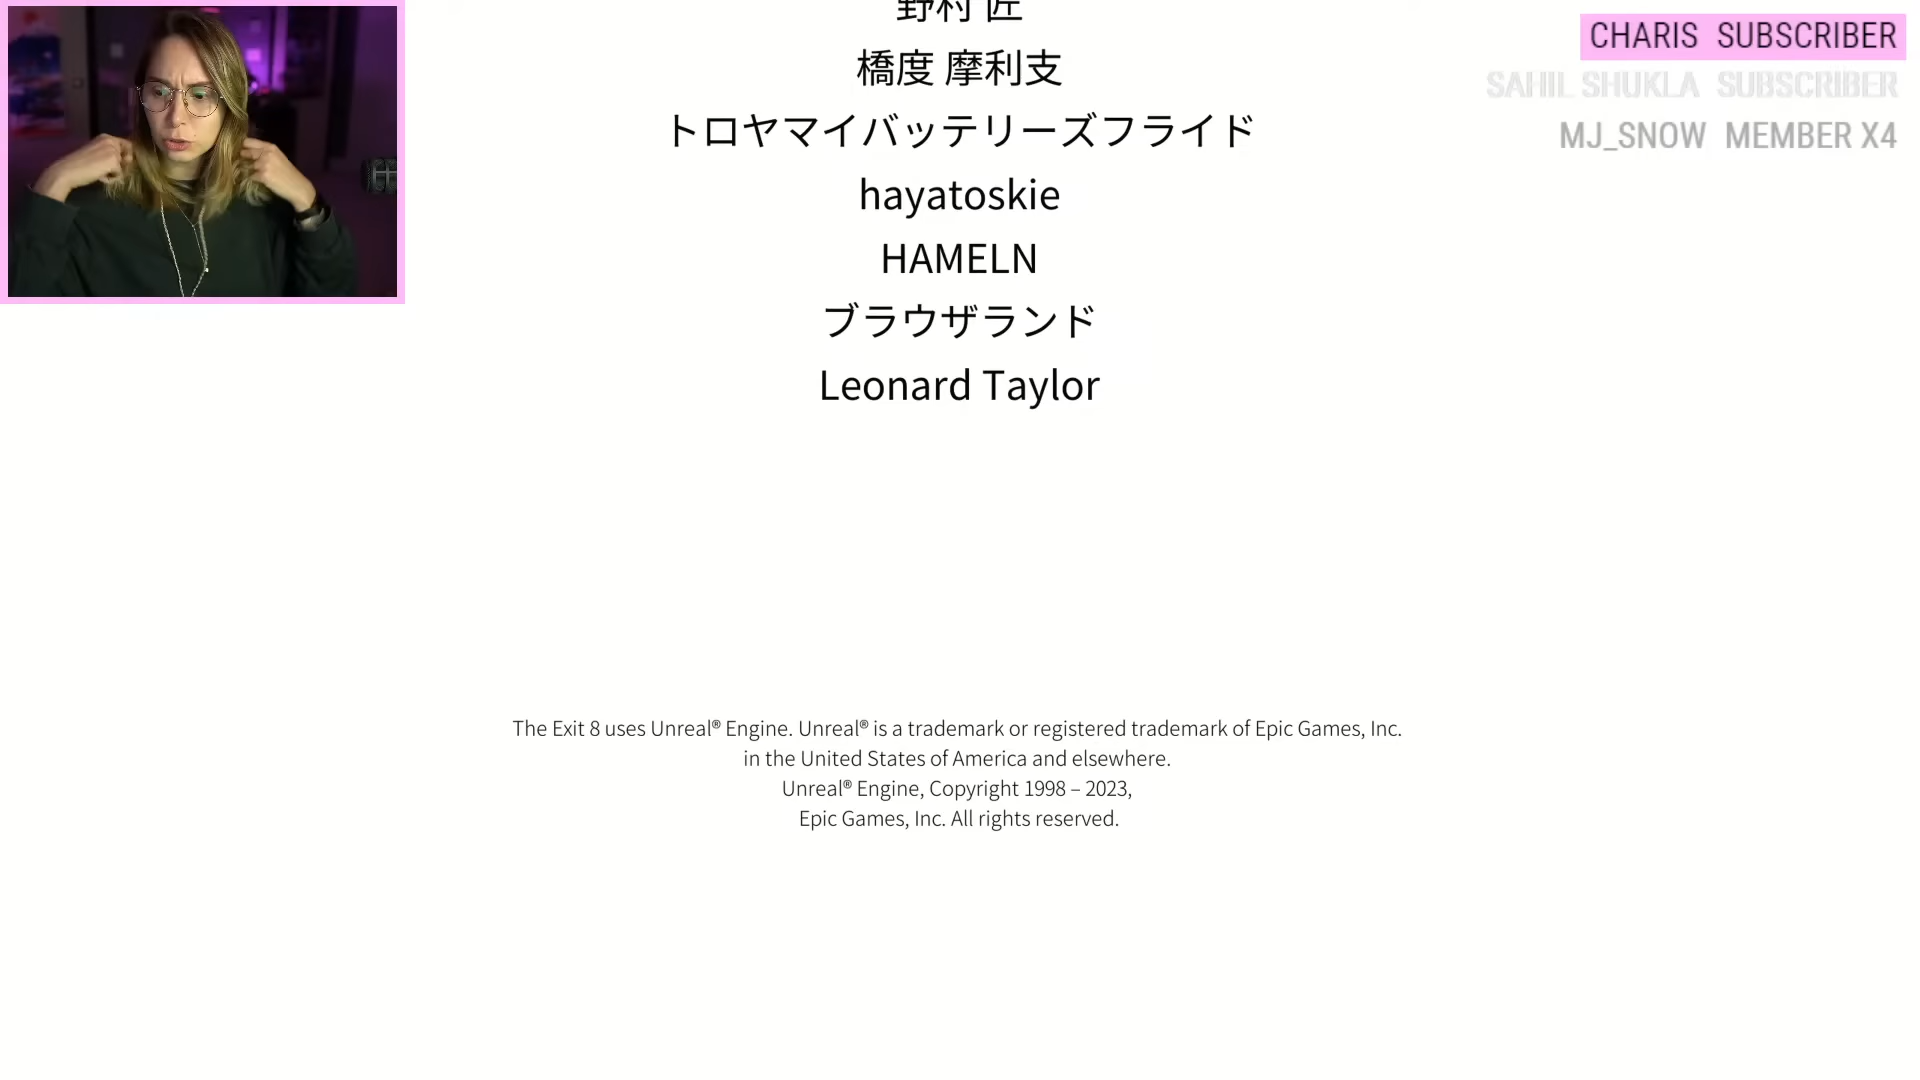 野村 匠
橋度 摩利支
トロヤマイバッテリーズフライド
hayatoskie
HAMELN
ブラウザランド
Leonard Taylor
The Exit 8 uses Unreal® Engine. Unreal® is a trademark or registered trademark of Epic Games, Inc.
in the United States of America and elsewhere.
Unreal® Engine, Copyright 1998 – 2023,
Epic Games, Inc. All rights reserved.
CHARIS SUBSCRIBER
SAHIL SHUKLA SUBSCRIBER
MJ_SNOW MEMBER X4